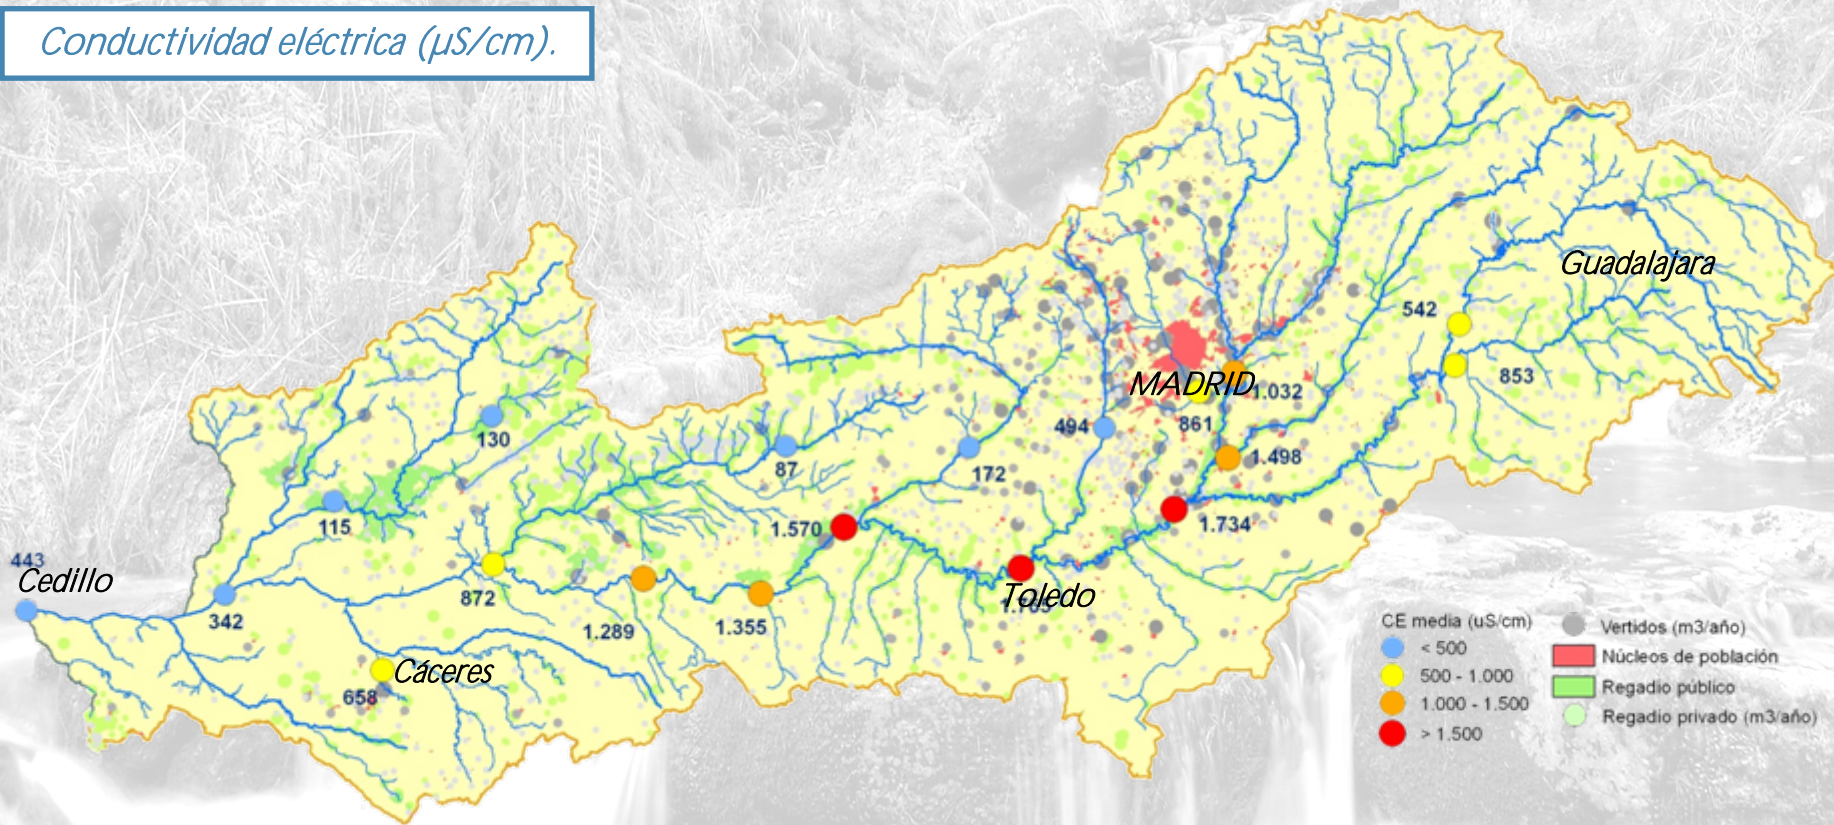 Conductividad eléctrica (µS/cm).
Guadalajara
542
853
MADRID
1.032
861
494
1.498
130
87
172
115
1.570
1.734
443
Cedillo
872
Toledo
342
1.289
1.355
Cáceres
658
CE media (uS/cm)
< 500
500 - 1.000
1.000 - 1.500
> 1.500
Vertidos (m3/año)
Núcleos de población
Regadio público
Regadio privado (m3/año)